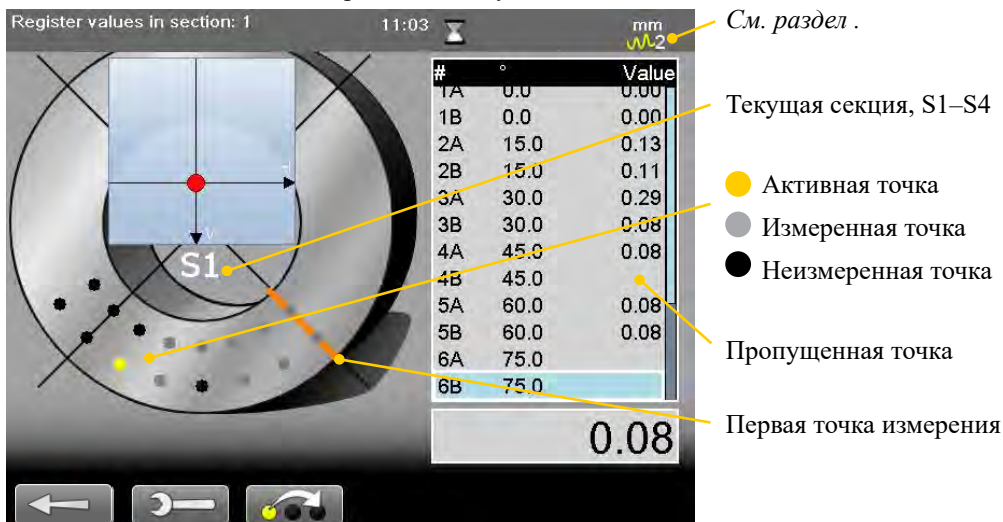 Register values in section: 1
11:03
mm
2
См. раздел .
# ° Value
1A 0.0 0.00
1B 0.0 0.00
2A 15.0 0.13
2B 15.0 0.11
3A 30.0 0.29
3B 30.0 0.08
4A 45.0 0.08
4B 45.0
5A 60.0 0.08
5B 60.0 0.08
6A 75.0
6B 75.0
0.08
S1
Текущая секция, S1–S4
Активная точка
Измеренная точка
Неизмеренная точка
Пропущенная точка
Первая точка измерения